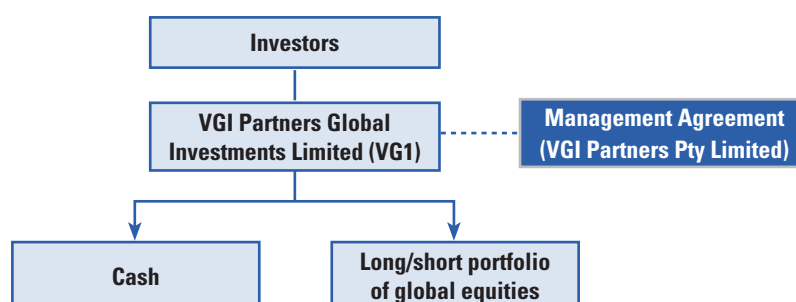 Investors
VGI Partners Global
Investments Limited (VG1)
Management Agreement
(VGI Partners Pty Limited)
Cash
Long/short portfolio
of global equities